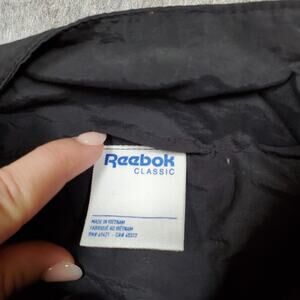 Reebok
CLASSIC
MADE IN VIETNAM
FABRIQUÉ AU VIETNAM